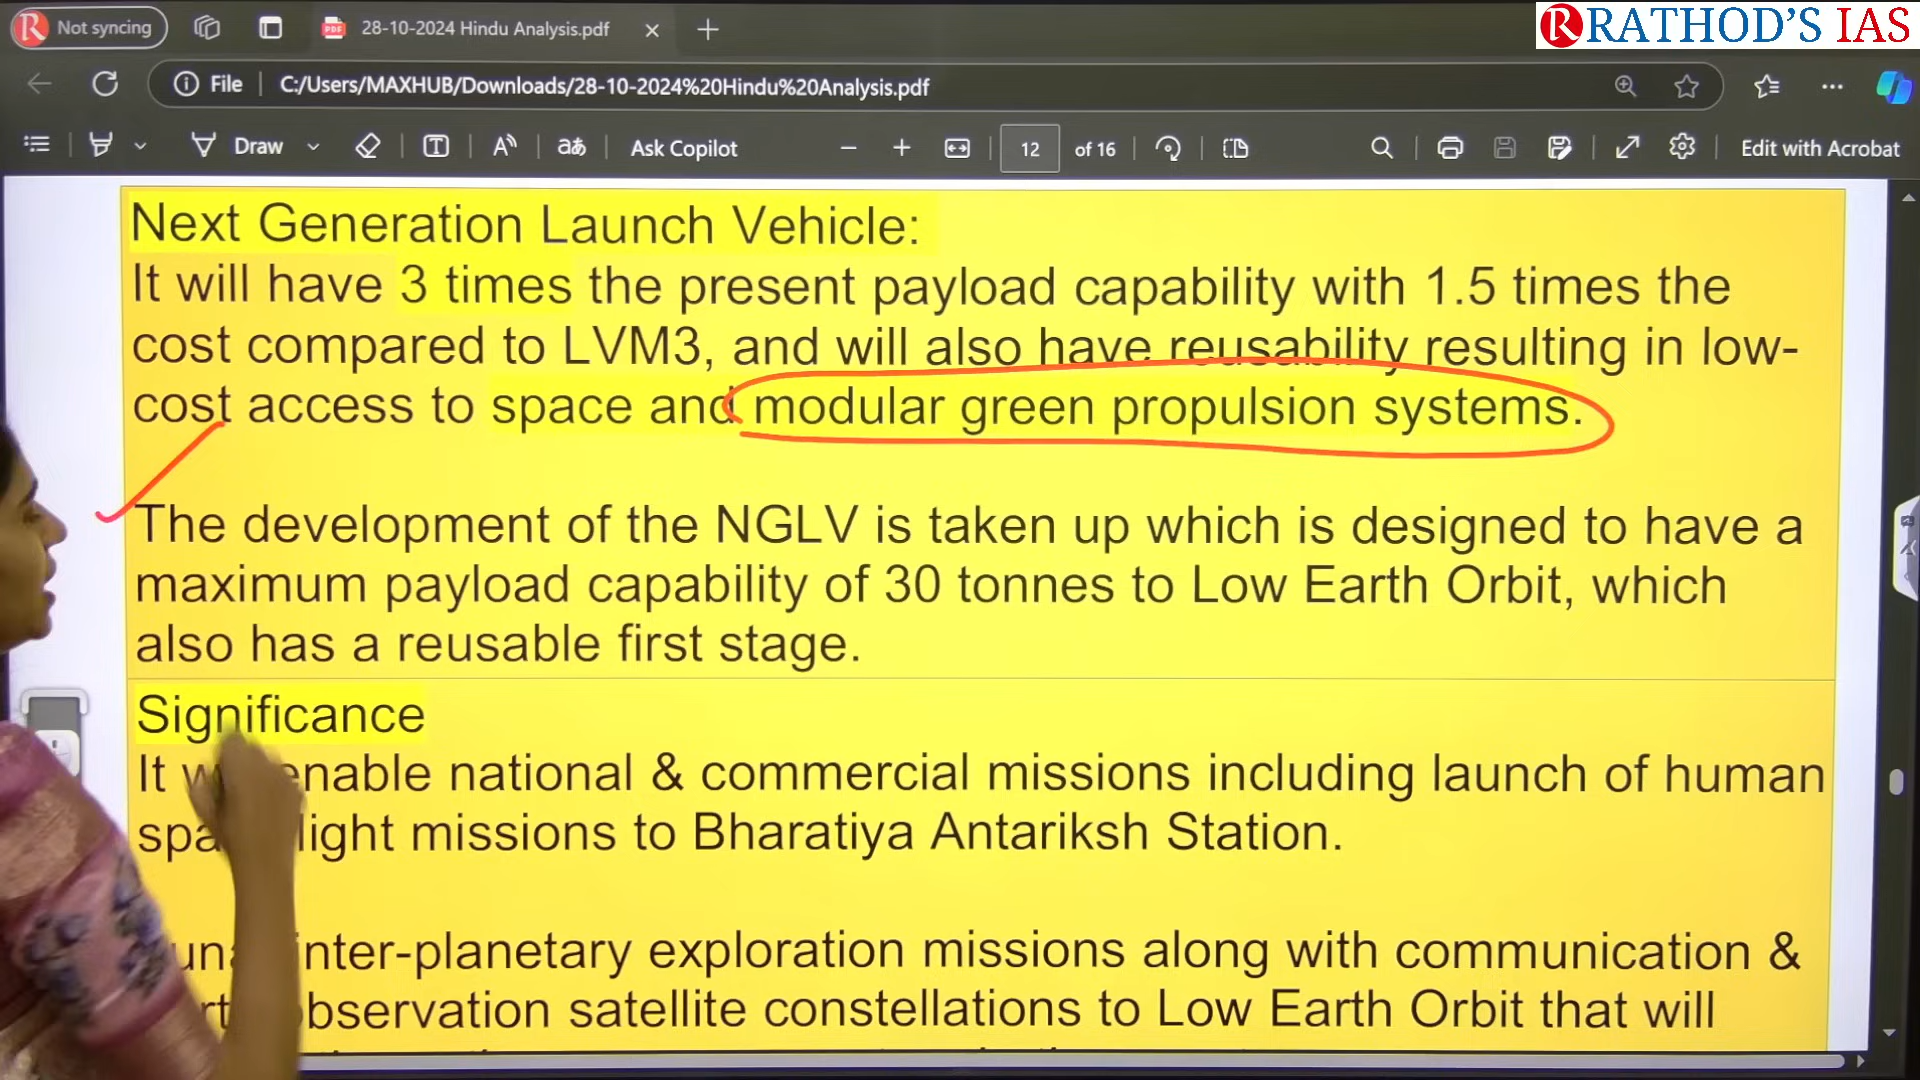 Not syncing
28-10-2024 Hindu Analysis.pdf
RATHOD'S IAS
File
C:/Users/MAXHUB/Downloads/28-10-2024%20Hindu%20Analysis.pdf
Draw
Ask Copilot
12 of 16
Edit with Acrobat
Next Generation Launch Vehicle:
It will have 3 times the present payload capability with 1.5 times the
cost compared to LVM3, and will also have reusability resulting in low-
cost access to space and modular green propulsion systems.
The development of the NGLV is taken up which is designed to have a
maximum payload capability of 30 tonnes to Low Earth Orbit, which
also has a reusable first stage.
Significance
It enable national & commercial missions including launch of human
missions to Bharatiya Antariksh Station.
inter-planetary exploration missions along with communication &
observation satellite constellations to Low Earth Orbit that will